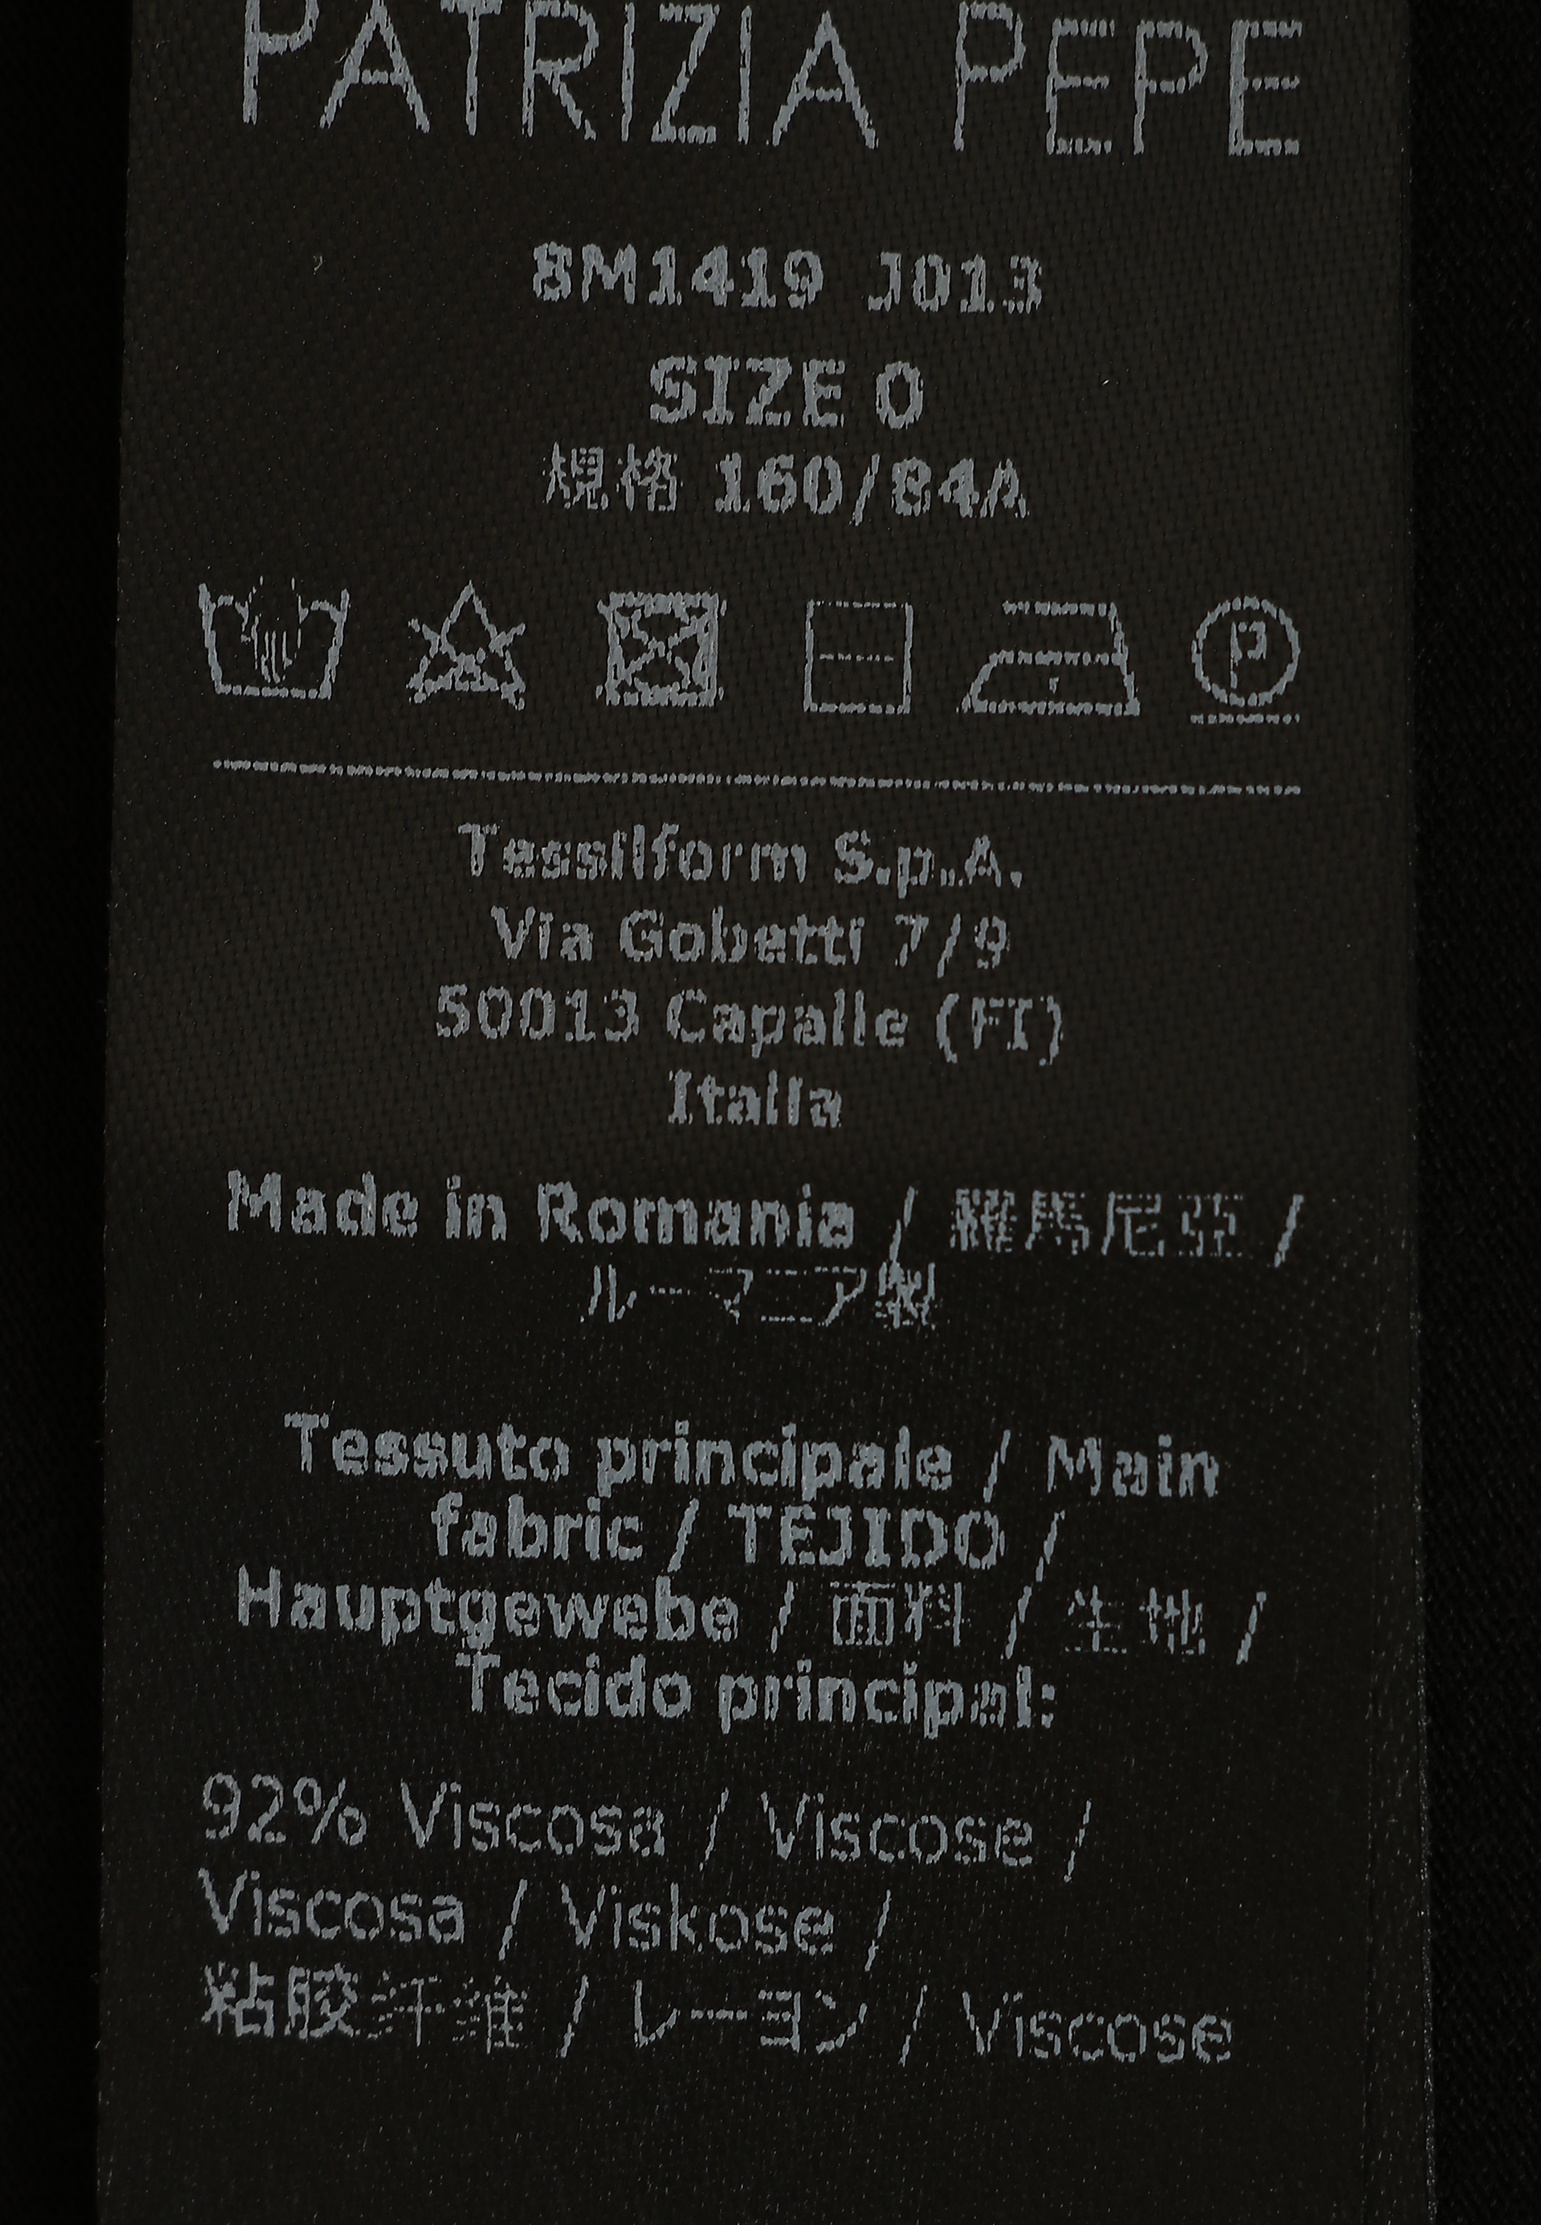 PATRIZIA PEPE
8M1419 J013
SIZE 0
規格 160/84A
P
Tessilform S.p.A.
Via Gobetti 7/9
50013 Capalle (FI)
Italia
Made in Romania / 羅馬尼亞 /
ルーマニア製
Tessuto principale / Main
fabric / TEJIDO /
Hauptgewebe / 面料 / 生地 /
Tecido principal:
92% Viscosa / Viscose /
Viscosa / Viskose /
粘胶纤维 / レーヨン / Viscose